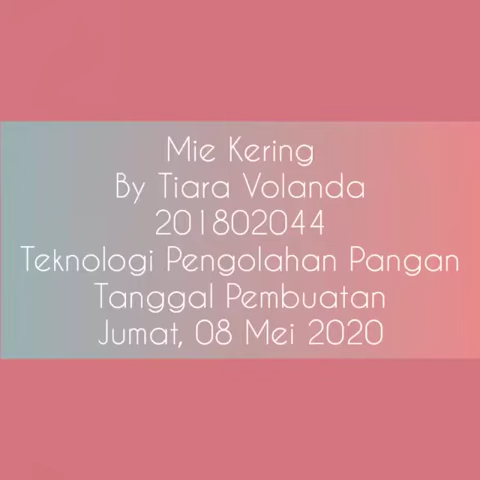 Mie Kering
By Tiara Volanda
201802044
Teknologi Pengolahan Pangan
Tanggal Pembuatan
Jumat, 08 Mei 2020